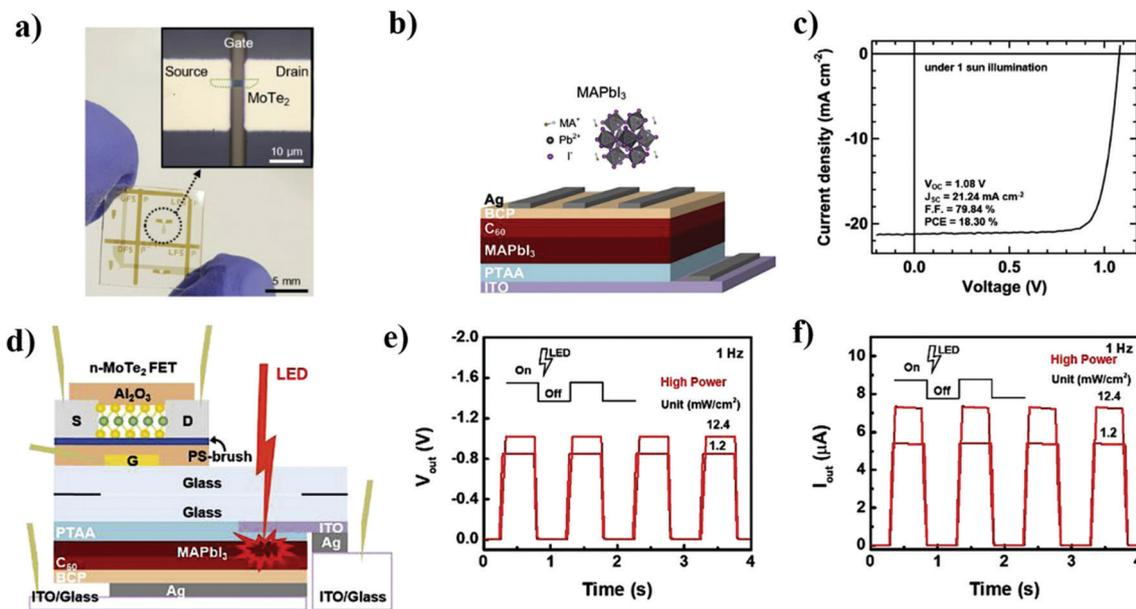 a)
Gate
Source
Drain
MoTe₂
10 μm
5 mm
b)
MAPbI₃
MA⁺
Pb²⁺
I⁻
Ag
BCP
C₆₀
MAPbI₃
PTAA
ITO
c)
Current density (mA cm⁻²)
0
-10
-20
under 1 sun illumination
V_OC = 1.08 V
J_SC = 21.24 mA cm⁻²
F.F. = 79.84 %
PCE = 18.30 %
0.0 0.5 1.0
Voltage (V)
d)
n-MoTe₂ FET
LED
Al₂O₃
S
D
PS-brush
G
Glass
Glass
PTAA
ITO
Ag
MAPbI₃
C₆₀
BCP
Ag
ITO/Glass
ITO/Glass
e)
V_out (V)
-2.0
-1.6
-1.2
-0.8
-0.4
0.0
LED
On
Off
1 Hz
High Power
Unit (mW/cm²)
12.4
1.2
0 1 2 3 4
Time (s)
f)
I_out (μA)
10
8
6
4
2
0
LED
On
Off
1 Hz
High Power
Unit (mW/cm²)
12.4
1.2
0 1 2 3 4
Time (s)